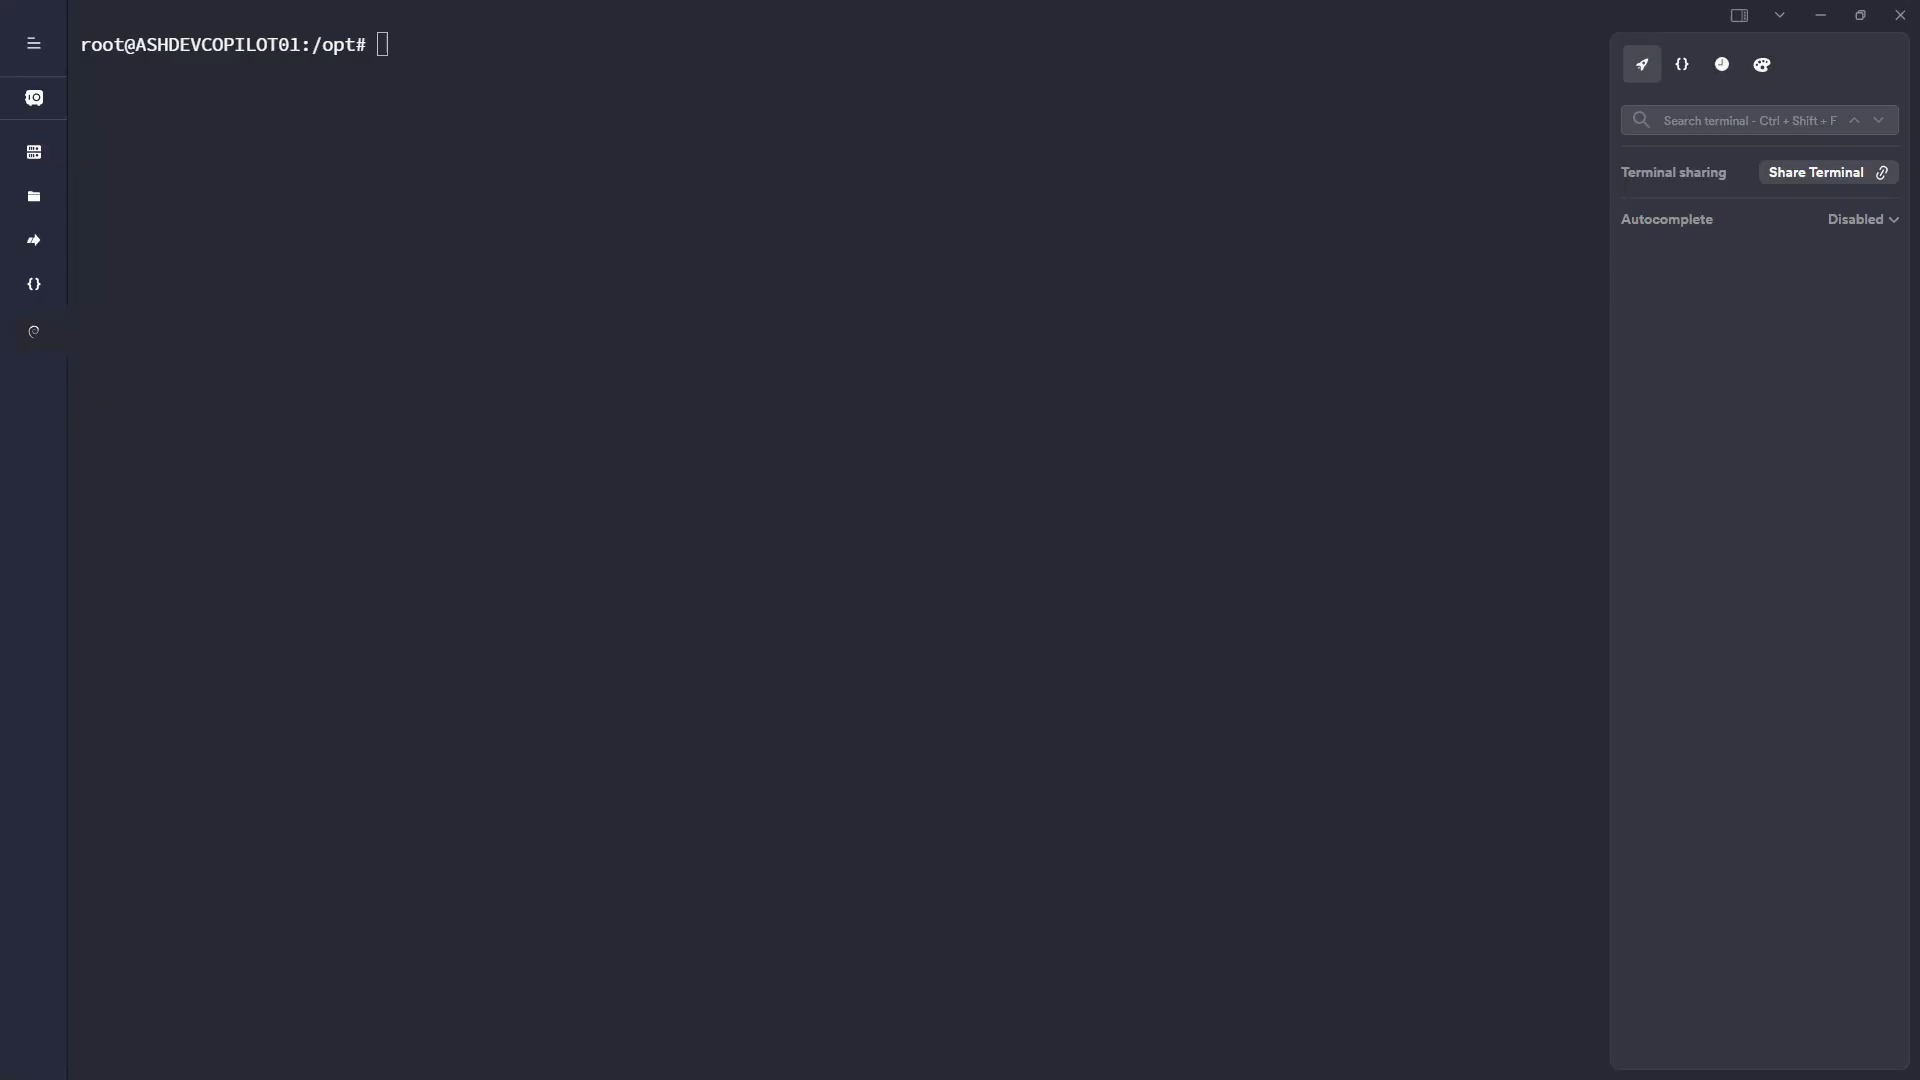 root@ASHDEVCOPILOT01:/opt#
Search terminal - Ctrl + Shift + F
Terminal sharing
Share Terminal
Autocomplete
Disabled